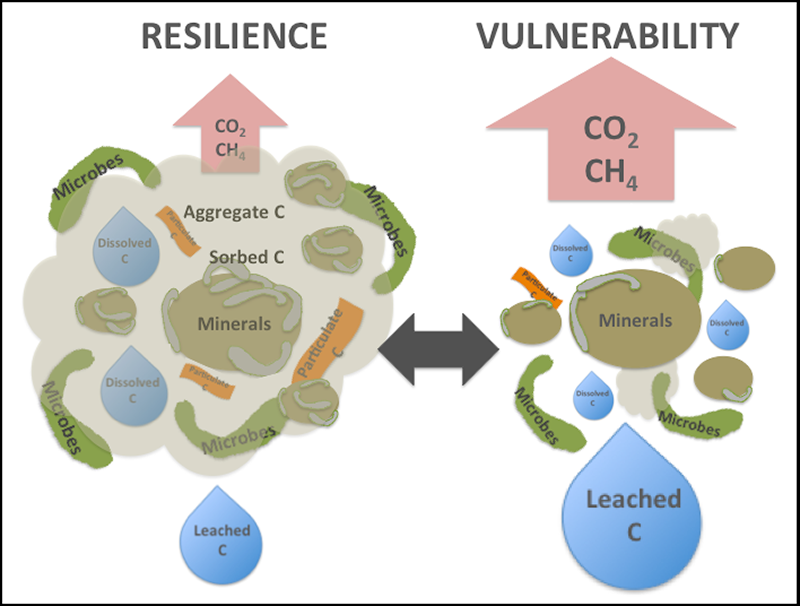 RESILIENCE
VULNERABILITY
CO2
CH4
Microbes
Aggregate C
Particulate
C
Microbes
Dissolved
C
Sorbed C
Minerals
Particulate
C
Dissolved
C
Particulate
C
Microbes
Microbes
Leached
C
CO2
CH4
Dissolved
C
Microbes
Particulate
C
Minerals
Dissolved
C
Dissolved
C
Microbes
Microbes
Leached
C